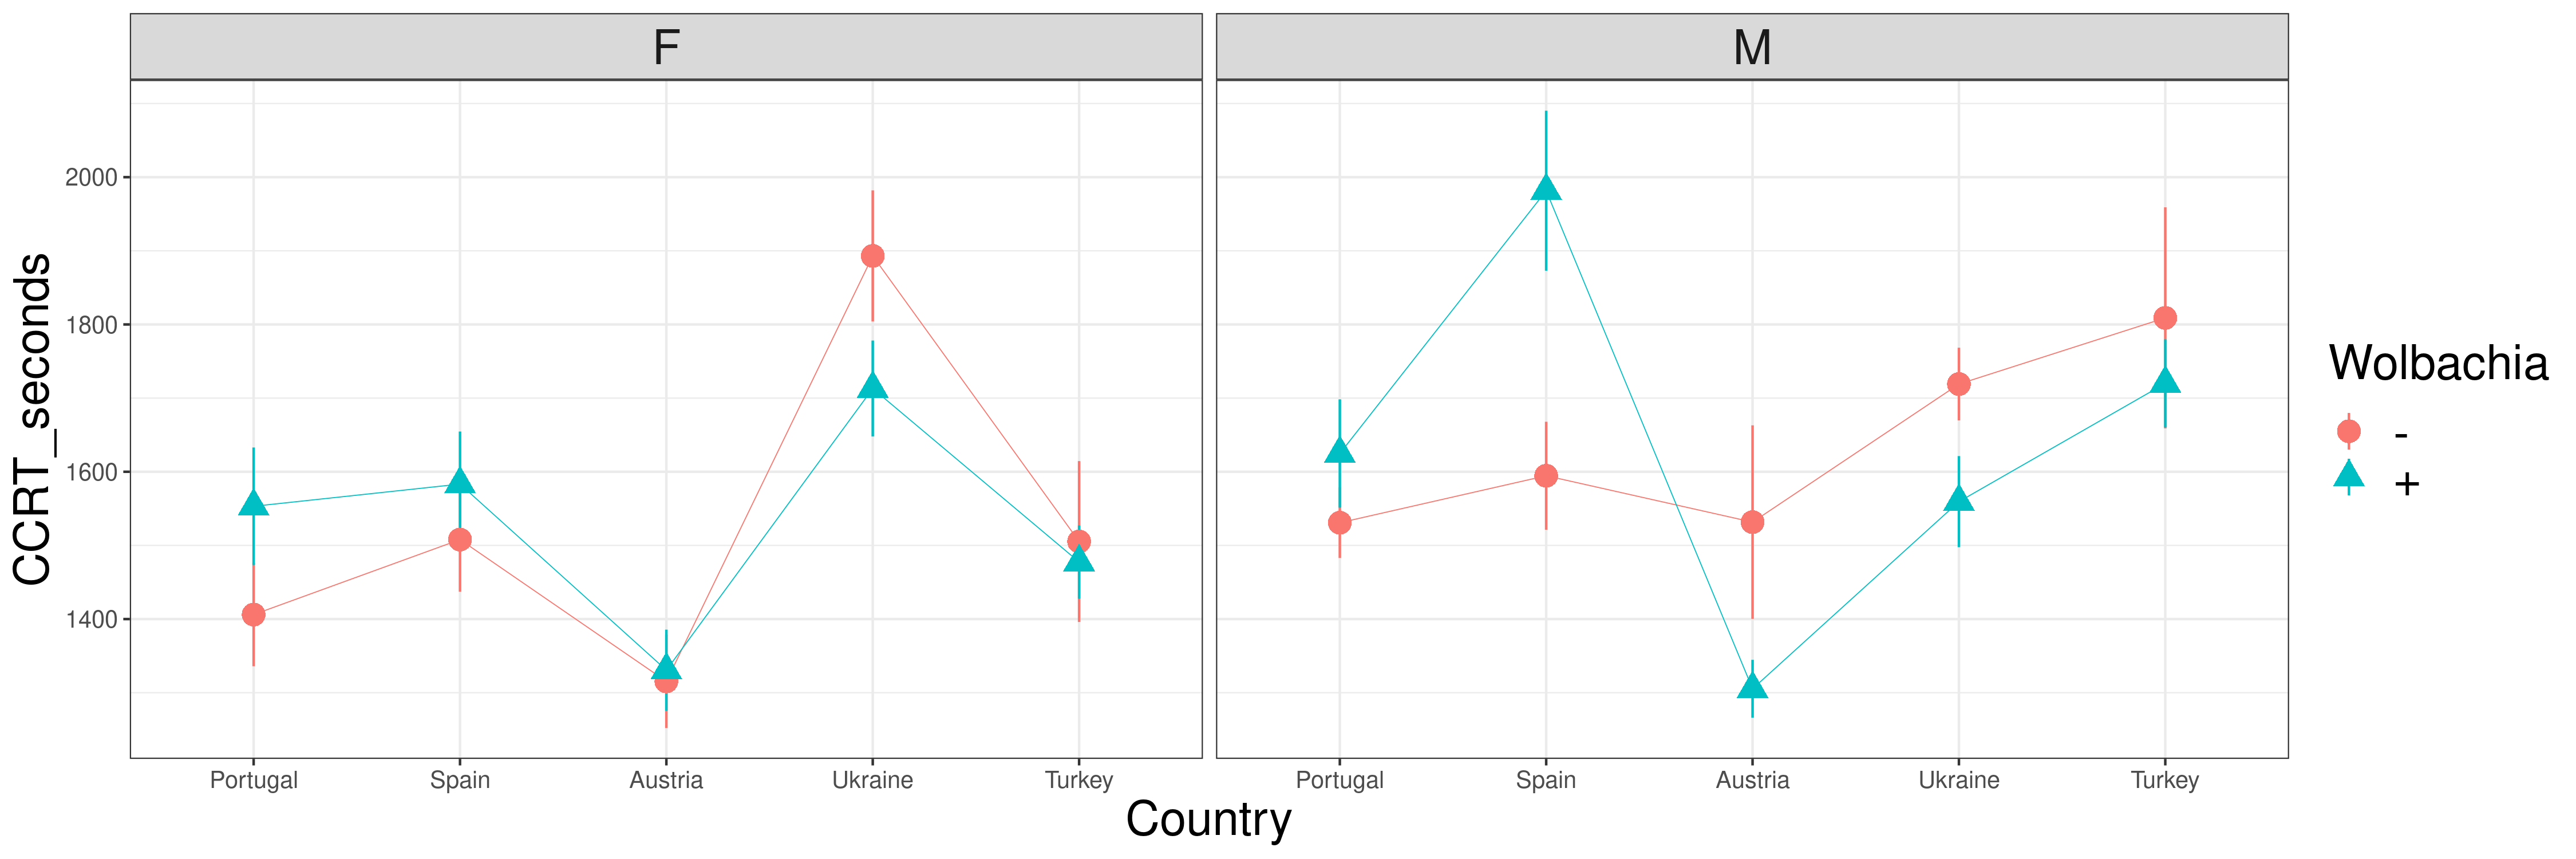 F
M
CCRT_seconds
2000
1800
1600
1400
Portugal Spain Austria Ukraine Turkey
Portugal Spain Austria Ukraine Turkey
Country
Wolbachia
-
+